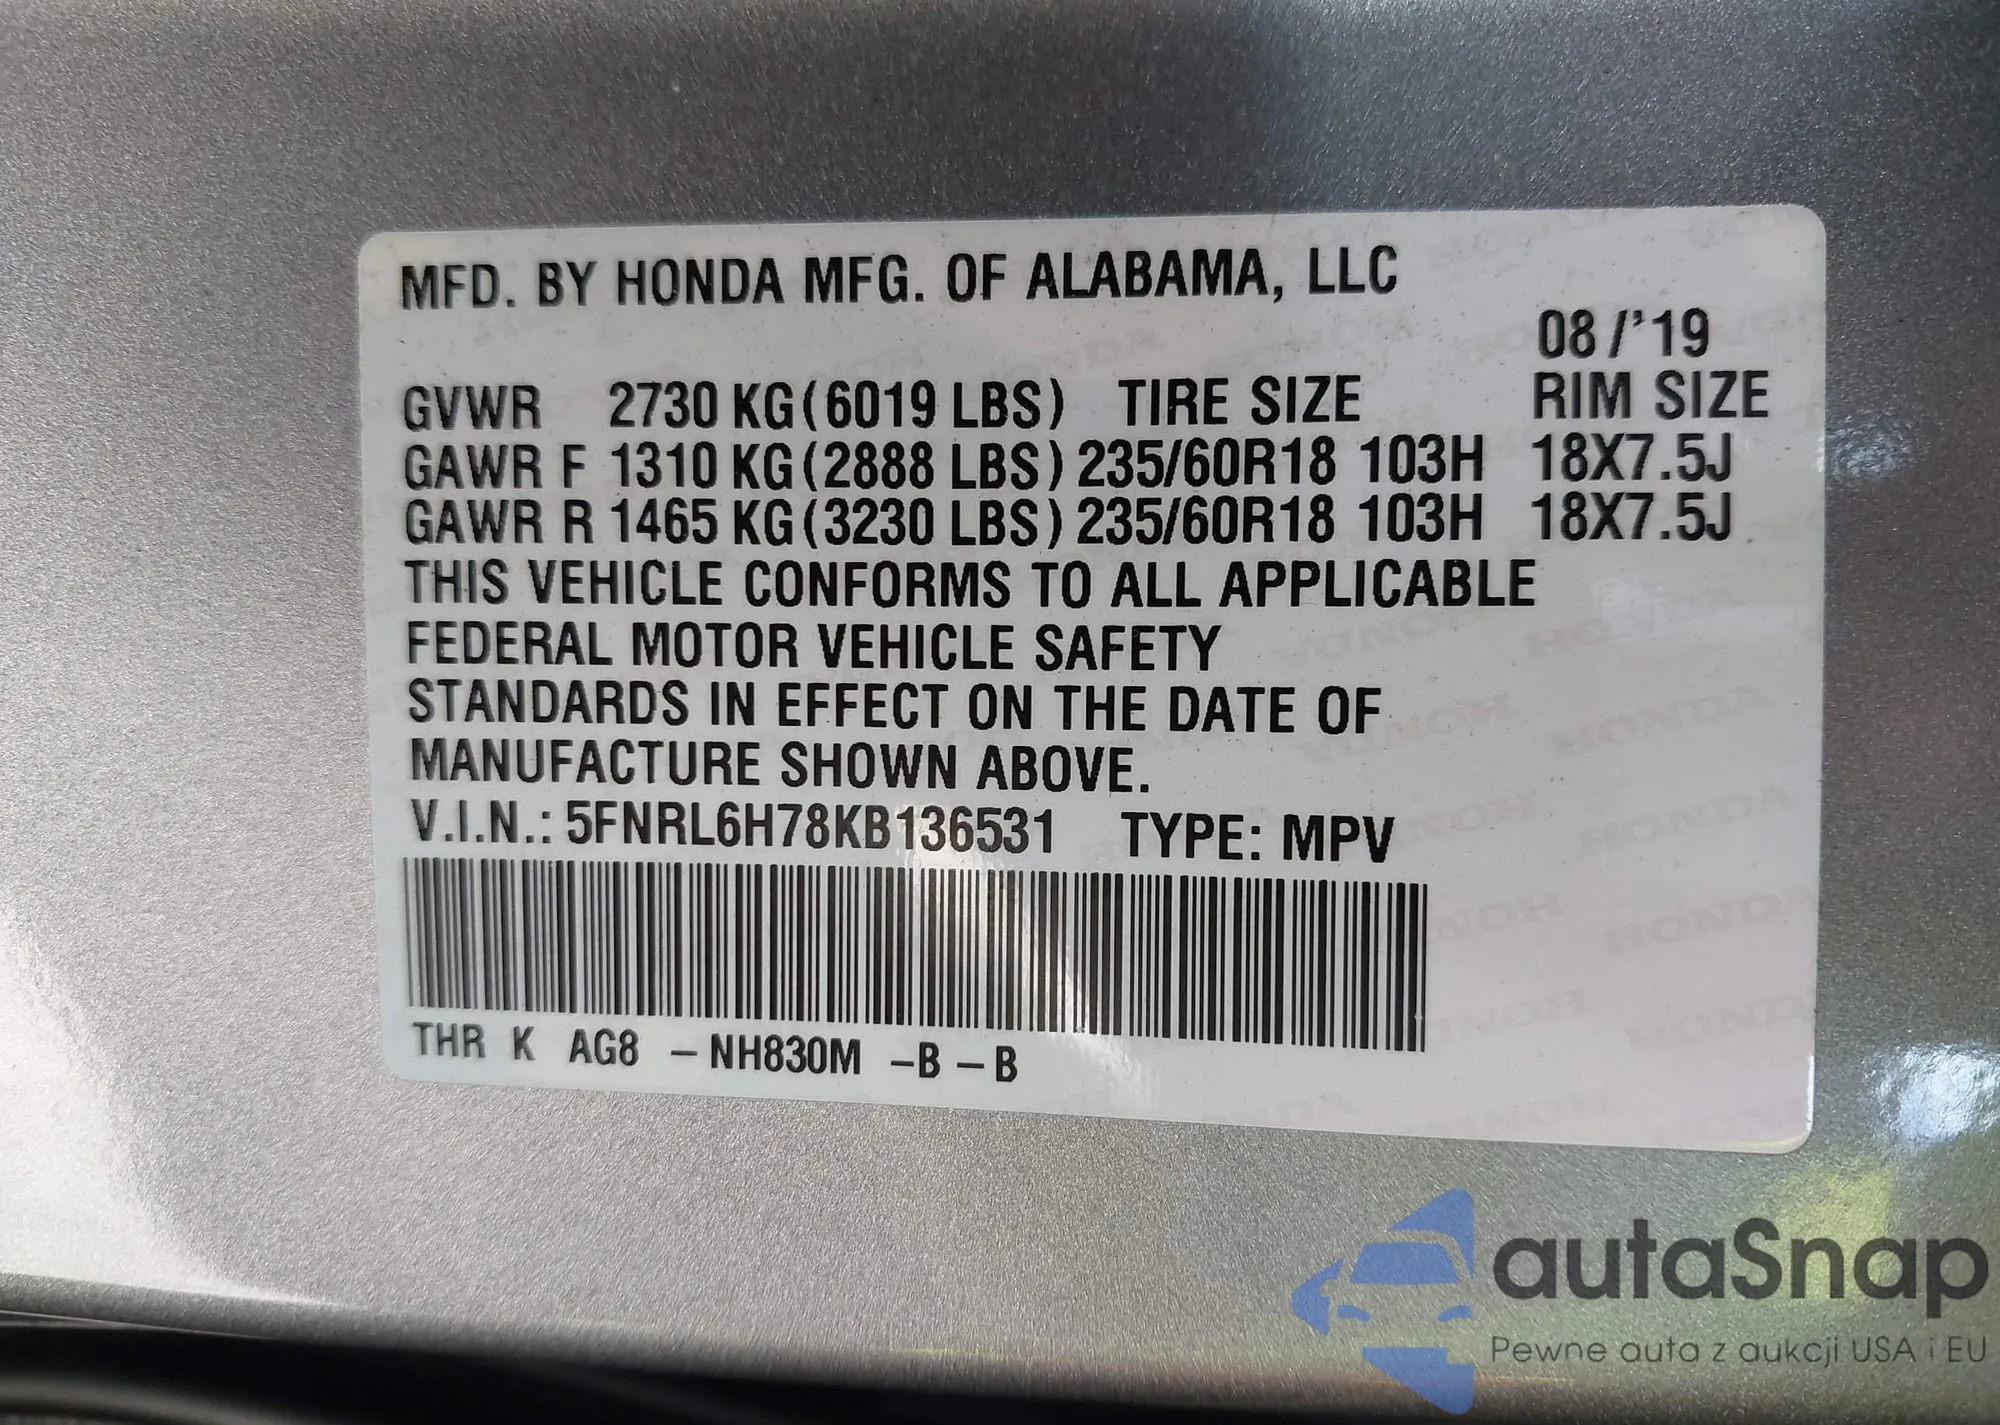 MFD. BY HONDA MFG. OF ALABAMA, LLC
08/'19
GVWR 2730 KG(6019 LBS) TIRE SIZE RIM SIZE
GAWR F 1310 KG(2888 LBS) 235/60R18 103H 18X7.5J
GAWR R 1465 KG(3230 LBS) 235/60R18 103H 18X7.5J
THIS VEHICLE CONFORMS TO ALL APPLICABLE
FEDERAL MOTOR VEHICLE SAFETY
STANDARDS IN EFFECT ON THE DATE OF
MANUFACTURE SHOWN ABOVE.
V.I.N.: 5FNRL6H78KB136531 TYPE: MPV
THR K AG8 –NH830M –B–B
autaSnap
Pewne auta z aukcji USA i EU